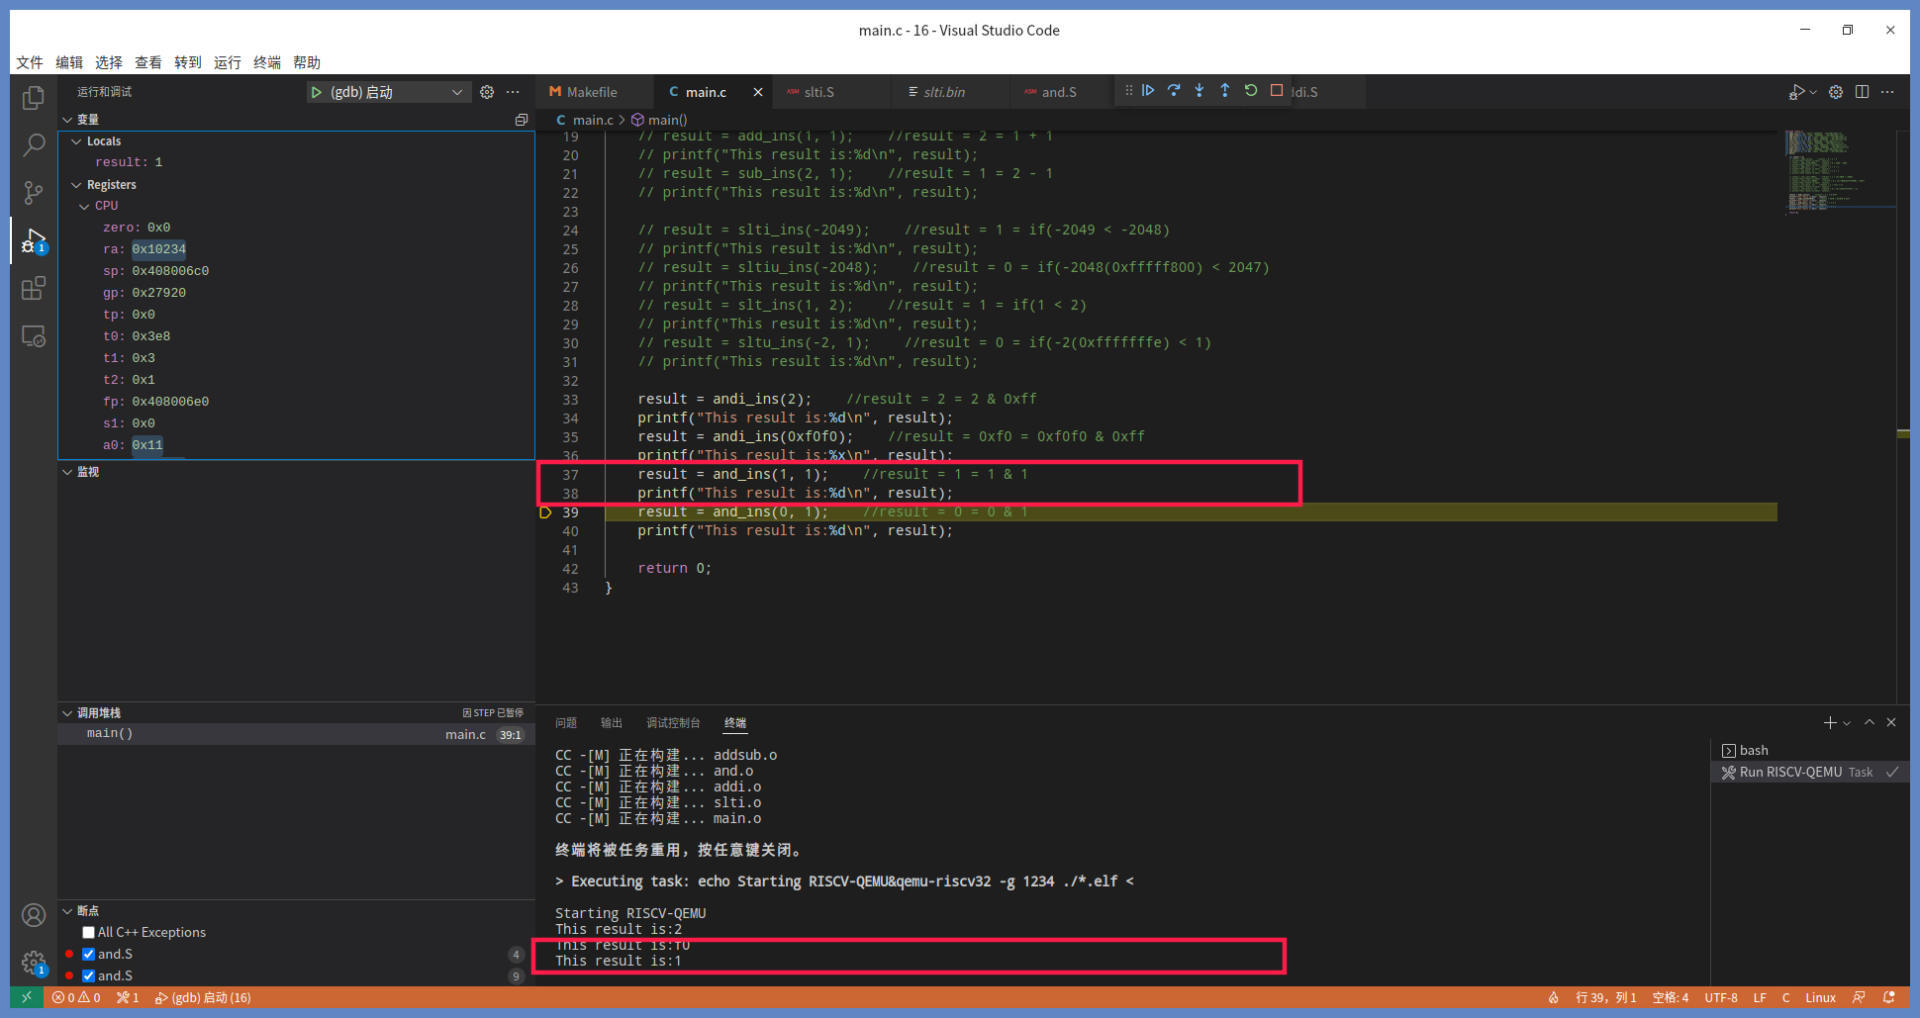 main.c - 16 - Visual Studio Code
文件 编辑 选择 查看 转到 运行 终端 帮助
运行和调试
(gdb) 启动
Makefile
main.c
slti.S
slti.bin
and.S
ddi.S
main.c > main()
变量
Locals
result: 1
Registers
CPU
zero: 0x0
ra: 0x10234
sp: 0x408006c0
gp: 0x27920
tp: 0x0
t0: 0x3e8
t1: 0x3
t2: 0x1
fp: 0x408006e0
s1: 0x0
a0: 0x11
监视
调用堆栈
因 STEP 已暂停
main()
main.c 39:1
断点
All C++ Exceptions
and.S 4
and.S 9
19 // result = add_ins(1, 1);    //result = 2 = 1 + 1
20 // printf("This result is:%d\n", result);
21 // result = sub_ins(2, 1);    //result = 1 = 2 - 1
22 // printf("This result is:%d\n", result);
23
24 // result = slti_ins(-2049);    //result = 1 = if(-2049 < -2048)
25 // printf("This result is:%d\n", result);
26 // result = sltiu_ins(-2048);    //result = 0 = if(-2048(0xfffff800) < 2047)
27 // printf("This result is:%d\n", result);
28 // result = slt_ins(1, 2);    //result = 1 = if(1 < 2)
29 // printf("This result is:%d\n", result);
30 // result = sltu_ins(-2, 1);    //result = 0 = if(-2(0xfffffffe) < 1)
31 // printf("This result is:%d\n", result);
32
33 result = andi_ins(2);    //result = 2 = 2 & 0xff
34 printf("This result is:%d\n", result);
35 result = andi_ins(0xf0f0);    //result = 0xf0 = 0xf0f0 & 0xff
36 printf("This result is:%x\n", result);
37 result = and_ins(1, 1);    //result = 1 = 1 & 1
38 printf("This result is:%d\n", result);
39 result = and_ins(0, 1);    //result = 0 = 0 & 1
40 printf("This result is:%d\n", result);
41
42 return 0;
43 }
问题 输出 调试控制台 终端
CC -[M] 正在构建... addsub.o
CC -[M] 正在构建... and.o
CC -[M] 正在构建... addi.o
CC -[M] 正在构建... slti.o
CC -[M] 正在构建... main.o
终端将被任务重用，按任意键关闭。
> Executing task: echo Starting RISCV-QEMU&qemu-riscv32 -g 1234 ./*.elf <
Starting RISCV-QEMU
This result is:2
This result is:f0
This result is:1
bash
Run RISCV-QEMU Task
0 0 1 (gdb) 启动 (16)
行 39，列 1 空格: 4 UTF-8 LF C Linux